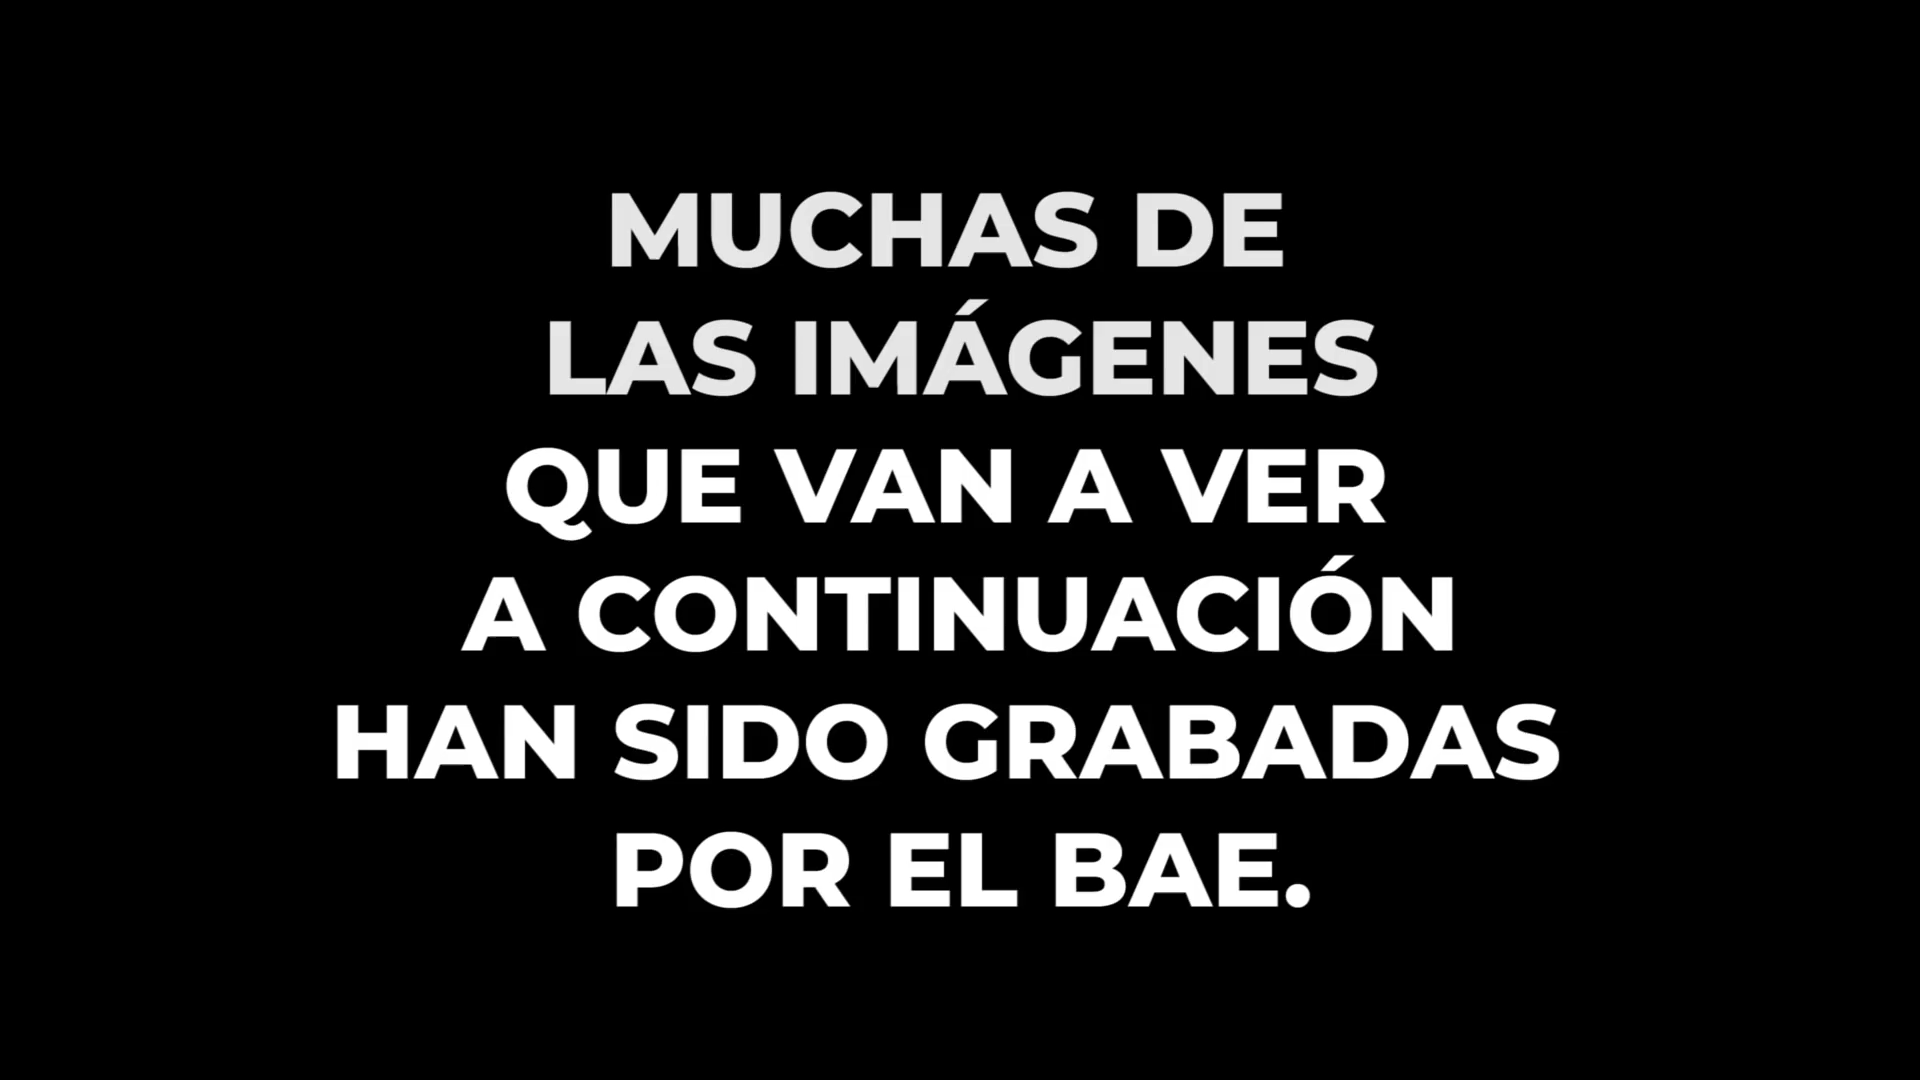 MUCHAS DE
LAS IMÁGENES
QUE VAN A VER
A CONTINUACIÓN
HAN SIDO GRABADAS
POR EL BAE.